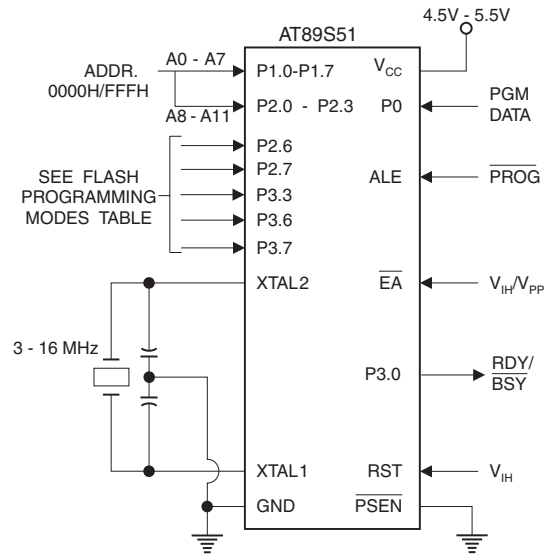 4.5V - 5.5V
AT89S51
A0 - A7
ADDR.
0000H/FFFH
P1.0-P1.7
VCC
A8 - A11
P2.0 - P2.3
P0
PGM
DATA
P2.6
P2.7
SEE FLASH
PROGRAMMING
MODES TABLE
P3.3
P3.6
P3.7
ALE
PROG
XTAL2
EA
VIH/VPP
3 - 16 MHz
P3.0
RDY/
BSY
XTAL1
RST
VIH
GND
PSEN